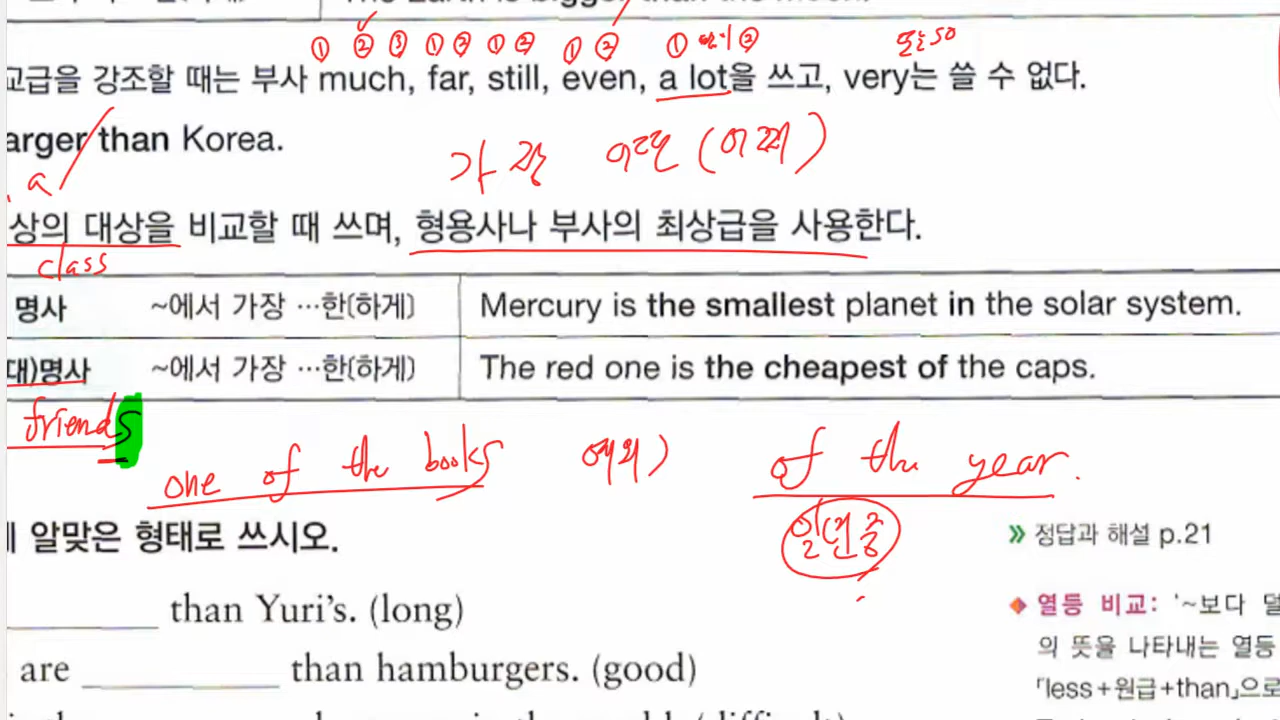 The Earth is bigger than the moon.
① ② ③ ① ② ① ② ① ② ① ② 또는 so
교급을 강조할 때는 부사 much, far, still, even, a lot을 쓰고, very는 쓸 수 없다.
arger than Korea.
a
상의 대상을 비교할 때 쓰며, 형용사나 부사의 최상급을 사용한다.
class
명사 ~에서 가장 …한(하게) Mercury is the smallest planet in the solar system.
대)명사 ~에서 가장 …한(하게) The red one is the cheapest of the caps.
friends
one of the books 예외) of the year.
일년중
알맞은 형태로 쓰시오.
» 정답과 해설 p.21
than Yuri's. (long)
◆ 열등 비교: '~보다 덜
are than hamburgers. (good)
의 뜻을 나타내는 열등
「less+원급+than」으로